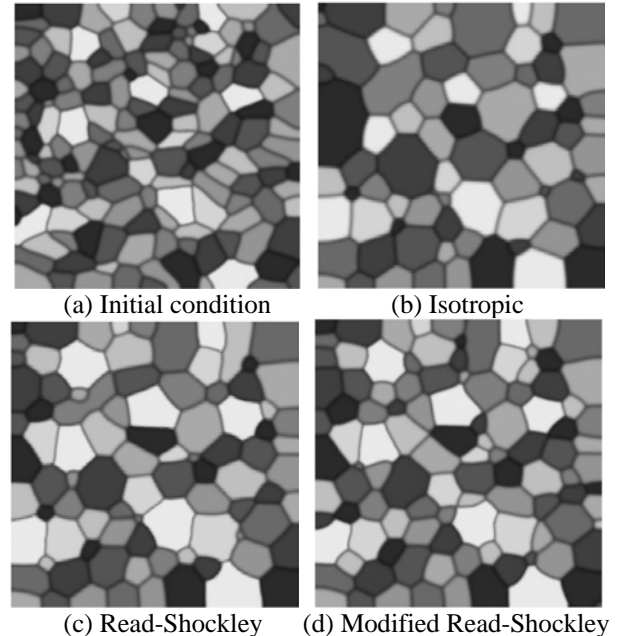 (a) Initial condition
(b) Isotropic
(c) Read-Shockley
(d) Modified Read-Shockley